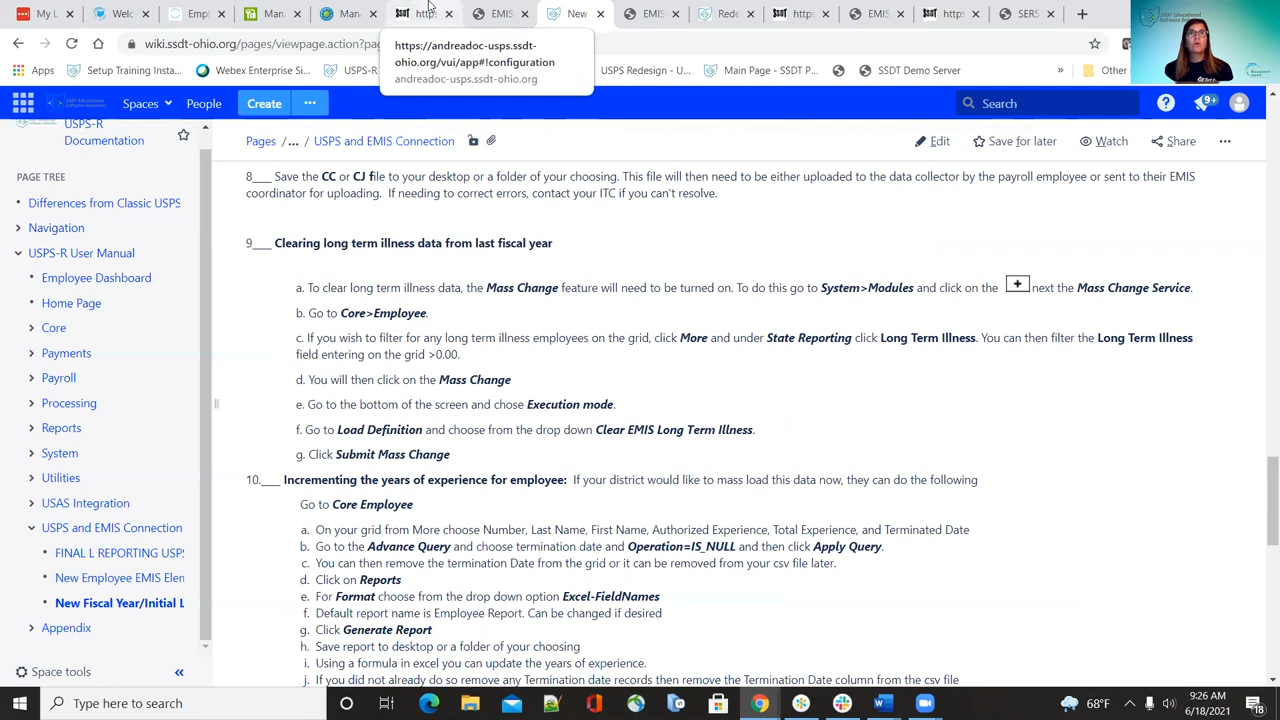 https
Welc
Empl
Man
Man
https
EMIS
New
EMIS
Rede
https
EMIS
https
SERS
wiki.ssdt-ohio.org/pages/viewpage.action?p
https://andreadoc-usps.ssdt-
ohio.org/vui/app#!configuration
andreadoc-usps.ssdt-ohio.org
Apps
Setup Training Insta...
Webex Enterprise Si...
USPS-R
USPS Redesign - U...
Main Page - SSDT P...
SSDT Demo Server
»
Other
Spaces
People
Create
Search
9+
USPS-R
Documentation
Pages /... / USPS and EMIS Connection
Edit
Save for later
Watch
Share
PAGE TREE
Differences from Classic USPS
Navigation
USPS-R User Manual
Employee Dashboard
Home Page
Core
Payments
Payroll
Processing
Reports
System
Utilities
USAS Integration
USPS and EMIS Connection
FINAL L REPORTING USPS
New Employee EMIS Elen
New Fiscal Year/Initial L
Appendix
Space tools
«
8___ Save the CC or CJ file to your desktop or a folder of your choosing. This file will then need to be either uploaded to the data collector by the payroll employee or sent to their EMIS
coordinator for uploading. If needing to correct errors, contact your ITC if you can't resolve.
9___ Clearing long term illness data from last fiscal year
a. To clear long term illness data, the Mass Change feature will need to be turned on. To do this go to System>Modules and click on the + next the Mass Change Service.
b. Go to Core>Employee.
c. If you wish to filter for any long term illness employees on the grid, click More and under State Reporting click Long Term Illness. You can then filter the Long Term Illness
field entering on the grid >0.00.
d. You will then click on the Mass Change
e. Go to the bottom of the screen and chose Execution mode.
f. Go to Load Definition and choose from the drop down Clear EMIS Long Term Illness.
g. Click Submit Mass Change
10.___ Incrementing the years of experience for employee: If your district would like to mass load this data now, they can do the following
Go to Core Employee
a. On your grid from More choose Number, Last Name, First Name, Authorized Experience, Total Experience, and Terminated Date
b. Go to the Advance Query and choose termination date and Operation=IS_NULL and then click Apply Query.
c. You can then remove the termination Date from the grid or it can be removed from your csv file later.
d. Click on Reports
e. For Format choose from the drop down option Excel-FieldNames
f. Default report name is Employee Report. Can be changed if desired
g. Click Generate Report
h. Save report to desktop or a folder of your choosing
i. Using a formula in excel you can update the years of experience.
j. If you did not already do so remove any Termination date records then remove the Termination Date column from the csv file
Type here to search
68°F
9:26 AM
6/18/2021
18